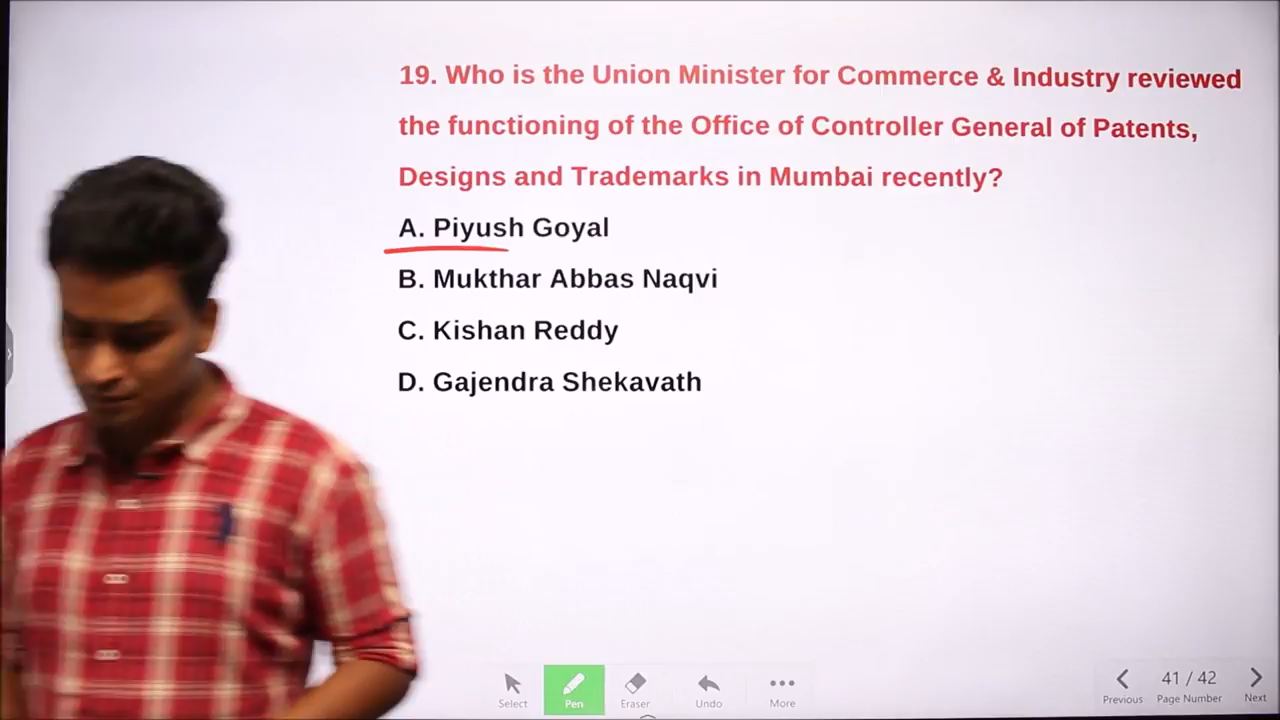 19. Who is the Union Minister for Commerce & Industry reviewed
the functioning of the Office of Controller General of Patents,
Designs and Trademarks in Mumbai recently?
A. Piyush Goyal
B. Mukthar Abbas Naqvi
C. Kishan Reddy
D. Gajendra Shekavath
Select Pen Eraser Undo More
41 / 42
Previous Page Number Next